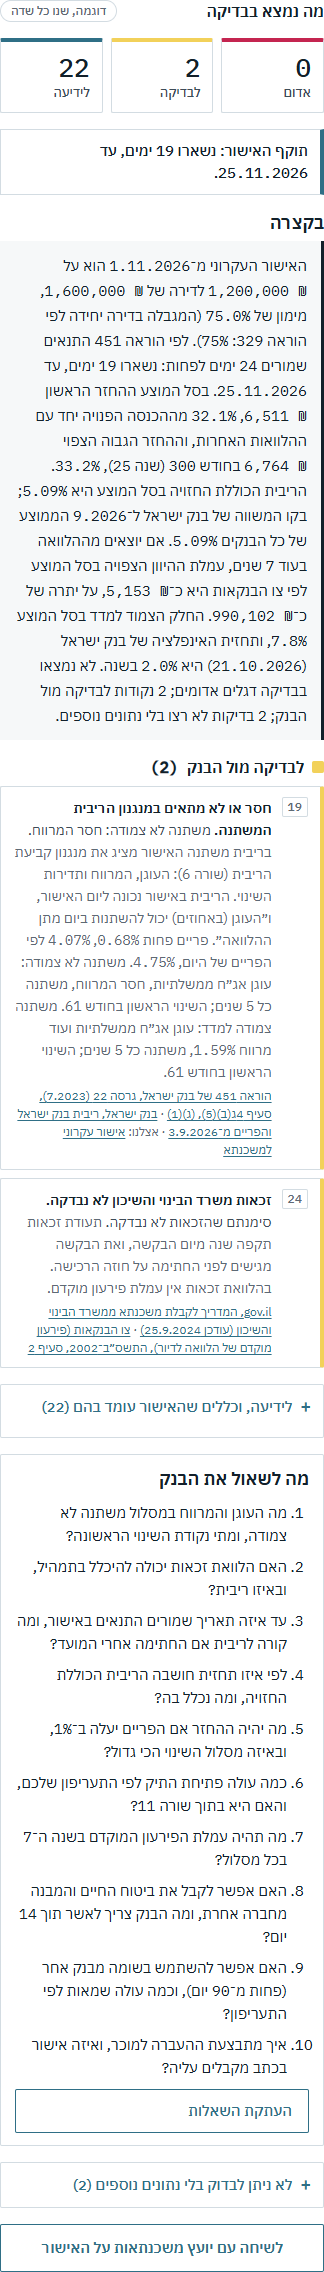 מה נמצא בבדיקה
דוגמה, שנו כל שדה
0
אדום
2
לבדיקה
22
לידיעה
תוקף האישור: נשארו 19 ימים, עד
25.11.2026.
בקצרה
האישור העקרוני מ־1.11.2026 הוא על
1,200,000 ₪ לדירה של 1,600,000 ₪,
מימון של 75.0% (המגבלה בדירה יחידה לפי
הוראה 329: 75%). לפי הוראה 451 התנאים
שמורים 24 ימים לפחות: נשארו 19 ימים, עד
25.11.2026. בסל המוצע ההחזר הראשון
6,511 ₪, 32.1% מההכנסה הפנויה יחד עם
ההלוואות האחרות, וההחזר הגבוה הצפוי
6,764 ₪ בחודש 300 (שנה 25), 33.2%.
הריבית הכוללת החזויה בסל המוצע היא 5.09%;
בקו המשווה של בנק ישראל ל־9.2026 הממוצע
של כל הבנקים 5.09%. אם יוצאים מההלוואה
בעוד 7 שנים, עמלת ההיוון הצפויה בסל המוצע
לפי צו הבנקאות היא כ־5,153 ₪, על יתרה של
כ־990,102 ₪. החלק הצמוד למדד בסל המוצע
7.8%, ותחזית האינפלציה של בנק ישראל
(21.10.2026) היא 2.0% בשנה. לא נמצאו
בבדיקה דגלים אדומים; 2 נקודות לבדיקה מול
הבנק; 2 בדיקות לא רצו בלי נתונים נוספים.
לבדיקה מול הבנק (2)
19
חסר או לא מתאים במנגנון הריבית
המשתנה. משתנה לא צמודה: חסר המרווח.
בריבית משתנה האישור מציג את מנגנון קביעת
הריבית (שורה 6): העוגן, המרווח ותדירות
השינוי. הריבית באישור נכונה ליום האישור,
ו״העוגן (באחוזים) יכול להשתנות ביום מתן
ההלוואה״. פריים פחות 0.68%, 4.07% לפי
הפריים של היום, 4.75%. משתנה לא צמודה:
עוגן אג״ח ממשלתיות, חסר המרווח, משתנה
כל 5 שנים; השינוי הראשון בחודש 61. משתנה
צמודה למדד: עוגן אג״ח ממשלתיות ועוד
מרווח 1.59%, משתנה כל 5 שנים; השינוי
הראשון בחודש 61.
הוראה 451 של בנק ישראל, גרסה 22 (7.2023),
סעיף 4ג(ב)(5), (ג)(1) · בנק ישראל, ריבית בנק ישראל
והפריים מ־3.9.2026 · אצלנו: אישור עקרוני
למשכנתא
24
זכאות משרד הבינוי והשיכון לא נבדקה.
סימנתם שהזכאות לא נבדקה. תעודת זכאות
תקפה שנה מיום הבקשה, ואת הבקשה
מגישים לפני החתימה על חוזה הרכישה.
בהלוואת זכאות אין עמלת פירעון מוקדם.
gov.il, המדריך לקבלת משכנתא ממשרד הבינוי
והשיכון (עודכן 25.9.2024) · צו הבנקאות (פירעון
מוקדם של הלוואה לדיור), התשס״ב־2002, סעיף 2
+ לידיעה, וכללים שהאישור עומד בהם (22)
מה לשאול את הבנק
1. מה העוגן והמרווח במסלול משתנה לא
צמודה, ומתי נקודת השינוי הראשונה?
2. האם הלוואת זכאות יכולה להיכלל בתמהיל,
ובאיזו ריבית?
3. עד איזה תאריך שמורים התנאים באישור, ומה
קורה לריבית אם החתימה אחרי המועד?
4. לפי איזו תחזית חושבה הריבית הכוללת
החזויה, ומה נכלל בה?
5. מה יהיה ההחזר אם הפריים יעלה ב־1%,
ובאיזה מסלול השינוי הכי גדול?
6. כמה עולה פתיחת התיק לפי התעריפון שלכם,
והאם היא בתוך שורה 11?
7. מה תהיה עמלת הפירעון המוקדם בשנה ה־7
בכל מסלול?
8. האם אפשר לקבל את ביטוח החיים והמבנה
מחברה אחרת, ומה הבנק צריך לאשר תוך 14
יום?
9. האם אפשר להשתמש בשומה מבנק אחר
(פחות מ־90 יום), וכמה עולה שמאות לפי
התעריפון?
10. איך מתבצעת ההעברה למוכר, ואיזה אישור
בכתב מקבלים עליה?
העתקת השאלות
+ לא ניתן לבדוק בלי נתונים נוספים (2)
לשיחה עם יועץ משכנתאות על האישור